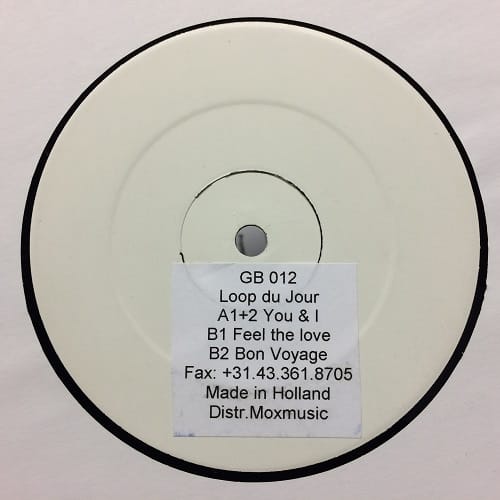 GB 012
Loop du Jour
A1+2 You & I
B1 Feel the love
B2 Bon Voyage
Fax: +31.43.361.8705
Made in Holland
Distr.Moxmusic